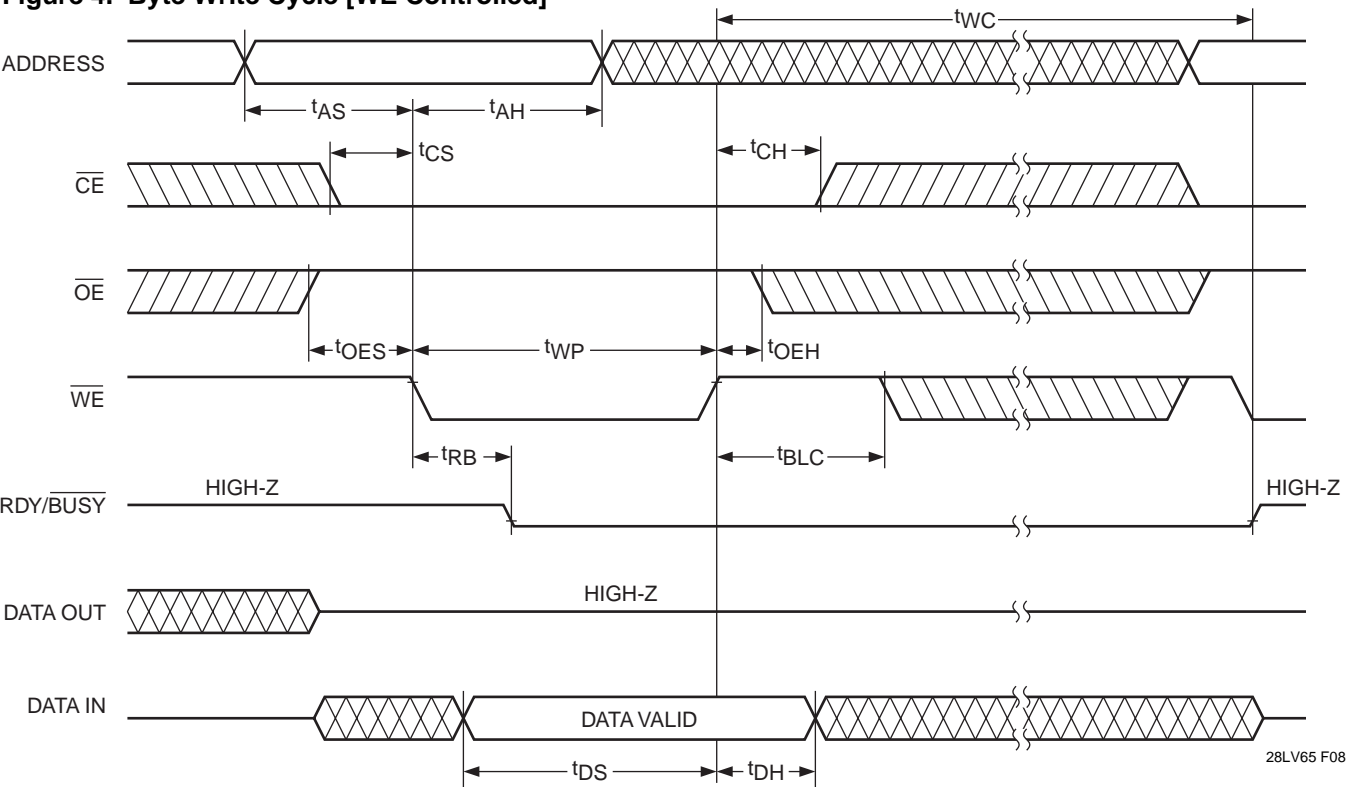 Figure 4. Byte Write Cycle [WE Controlled]
tWC
ADDRESS
tAS
tAH
tCS
tCH
CE
OE
tOES
tWP
tOEH
WE
tRB
tBLC
HIGH-Z
HIGH-Z
RDY/BUSY
HIGH-Z
DATA OUT
DATA IN
DATA VALID
28LV65 F08
tDS
tDH